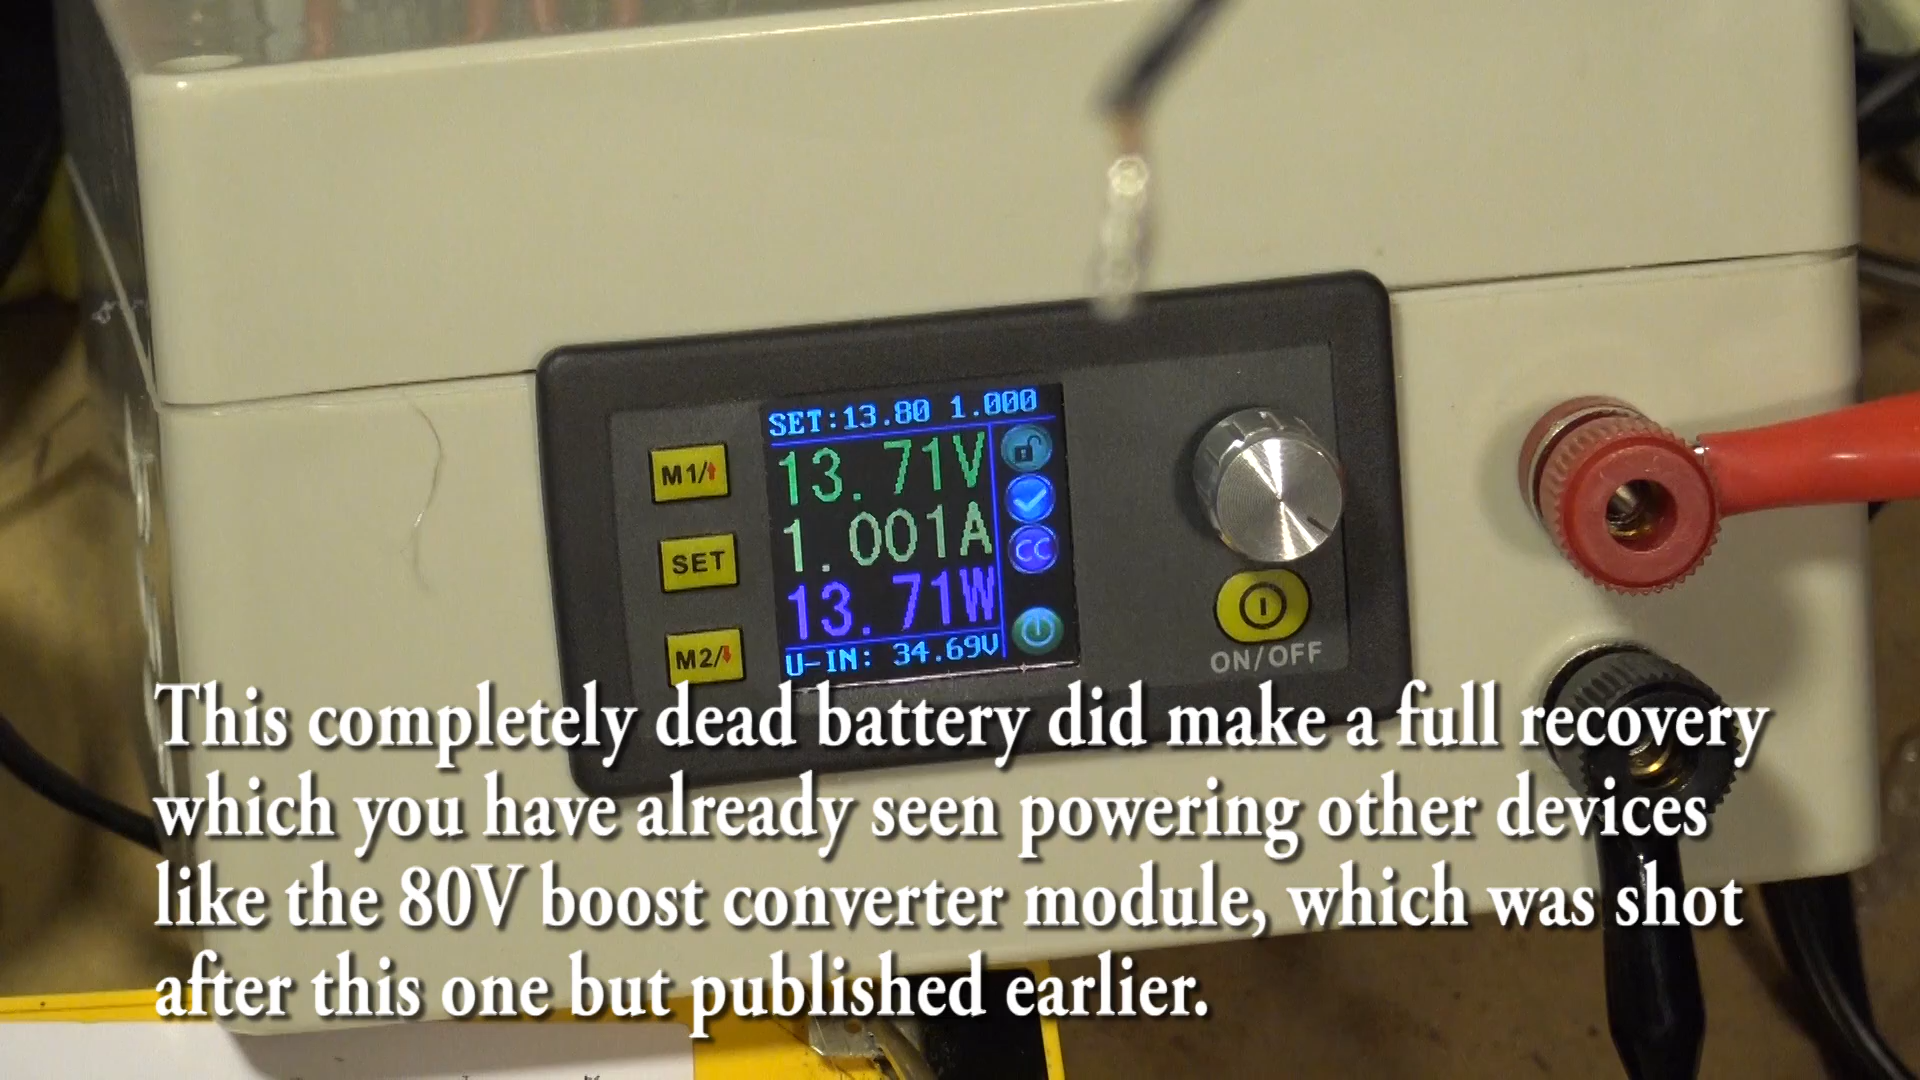 SET:13.80 1.000
13.71V
1.001A
13.71W
U-IN: 34.69V
CC
M1/
SET
M2/
ON/OFF
This completely dead battery did make a full recovery
which you have already seen powering other devices
like the 80V boost converter module, which was shot
after this one but published earlier.